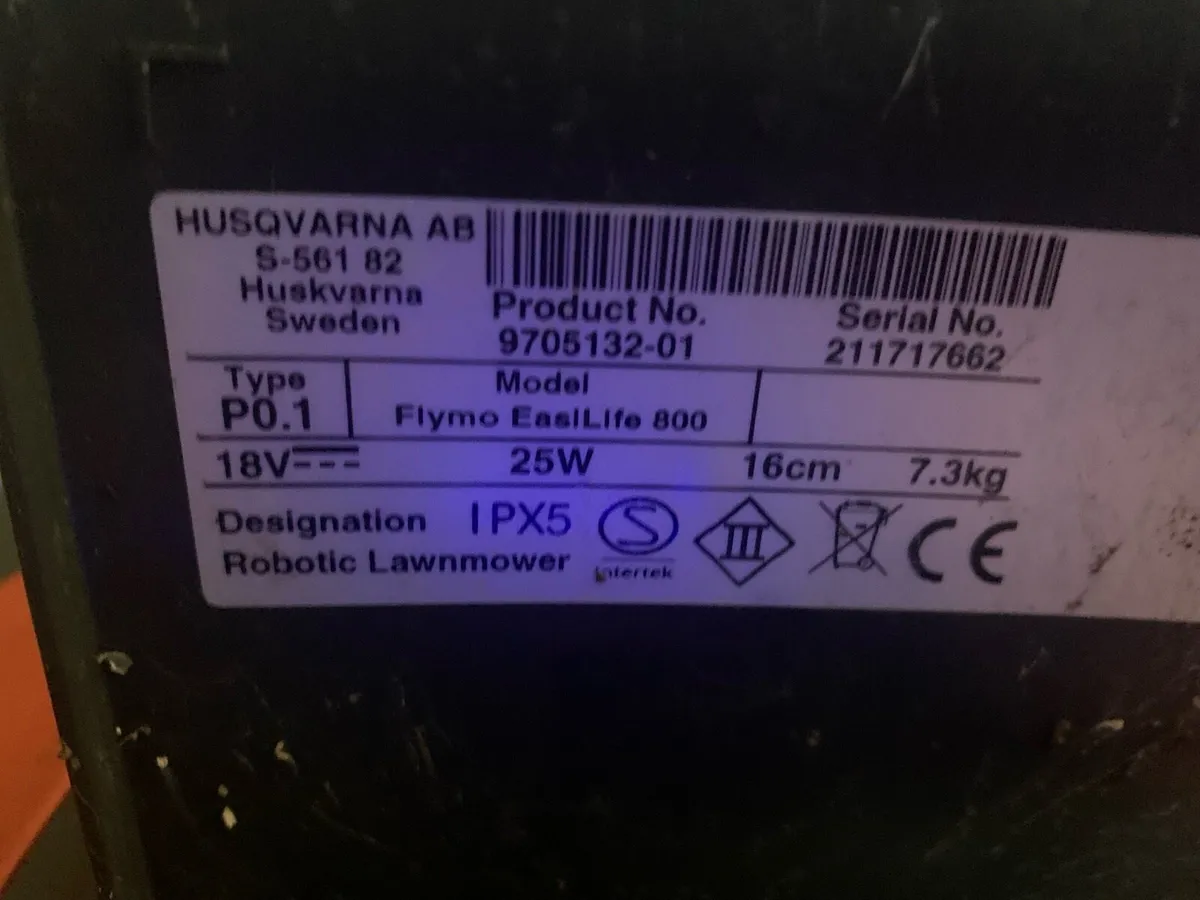 HUSQVARNA AB
S-561 82
Huskvarna
Sweden
Product No.
9705132-01
Serial No.
211717662
Type
P0.1
Model
Flymo EasiLife 800
18V
25W
16cm
7.3kg
Designation
Robotic Lawnmower
IPX5
S
Intertek
III
CE